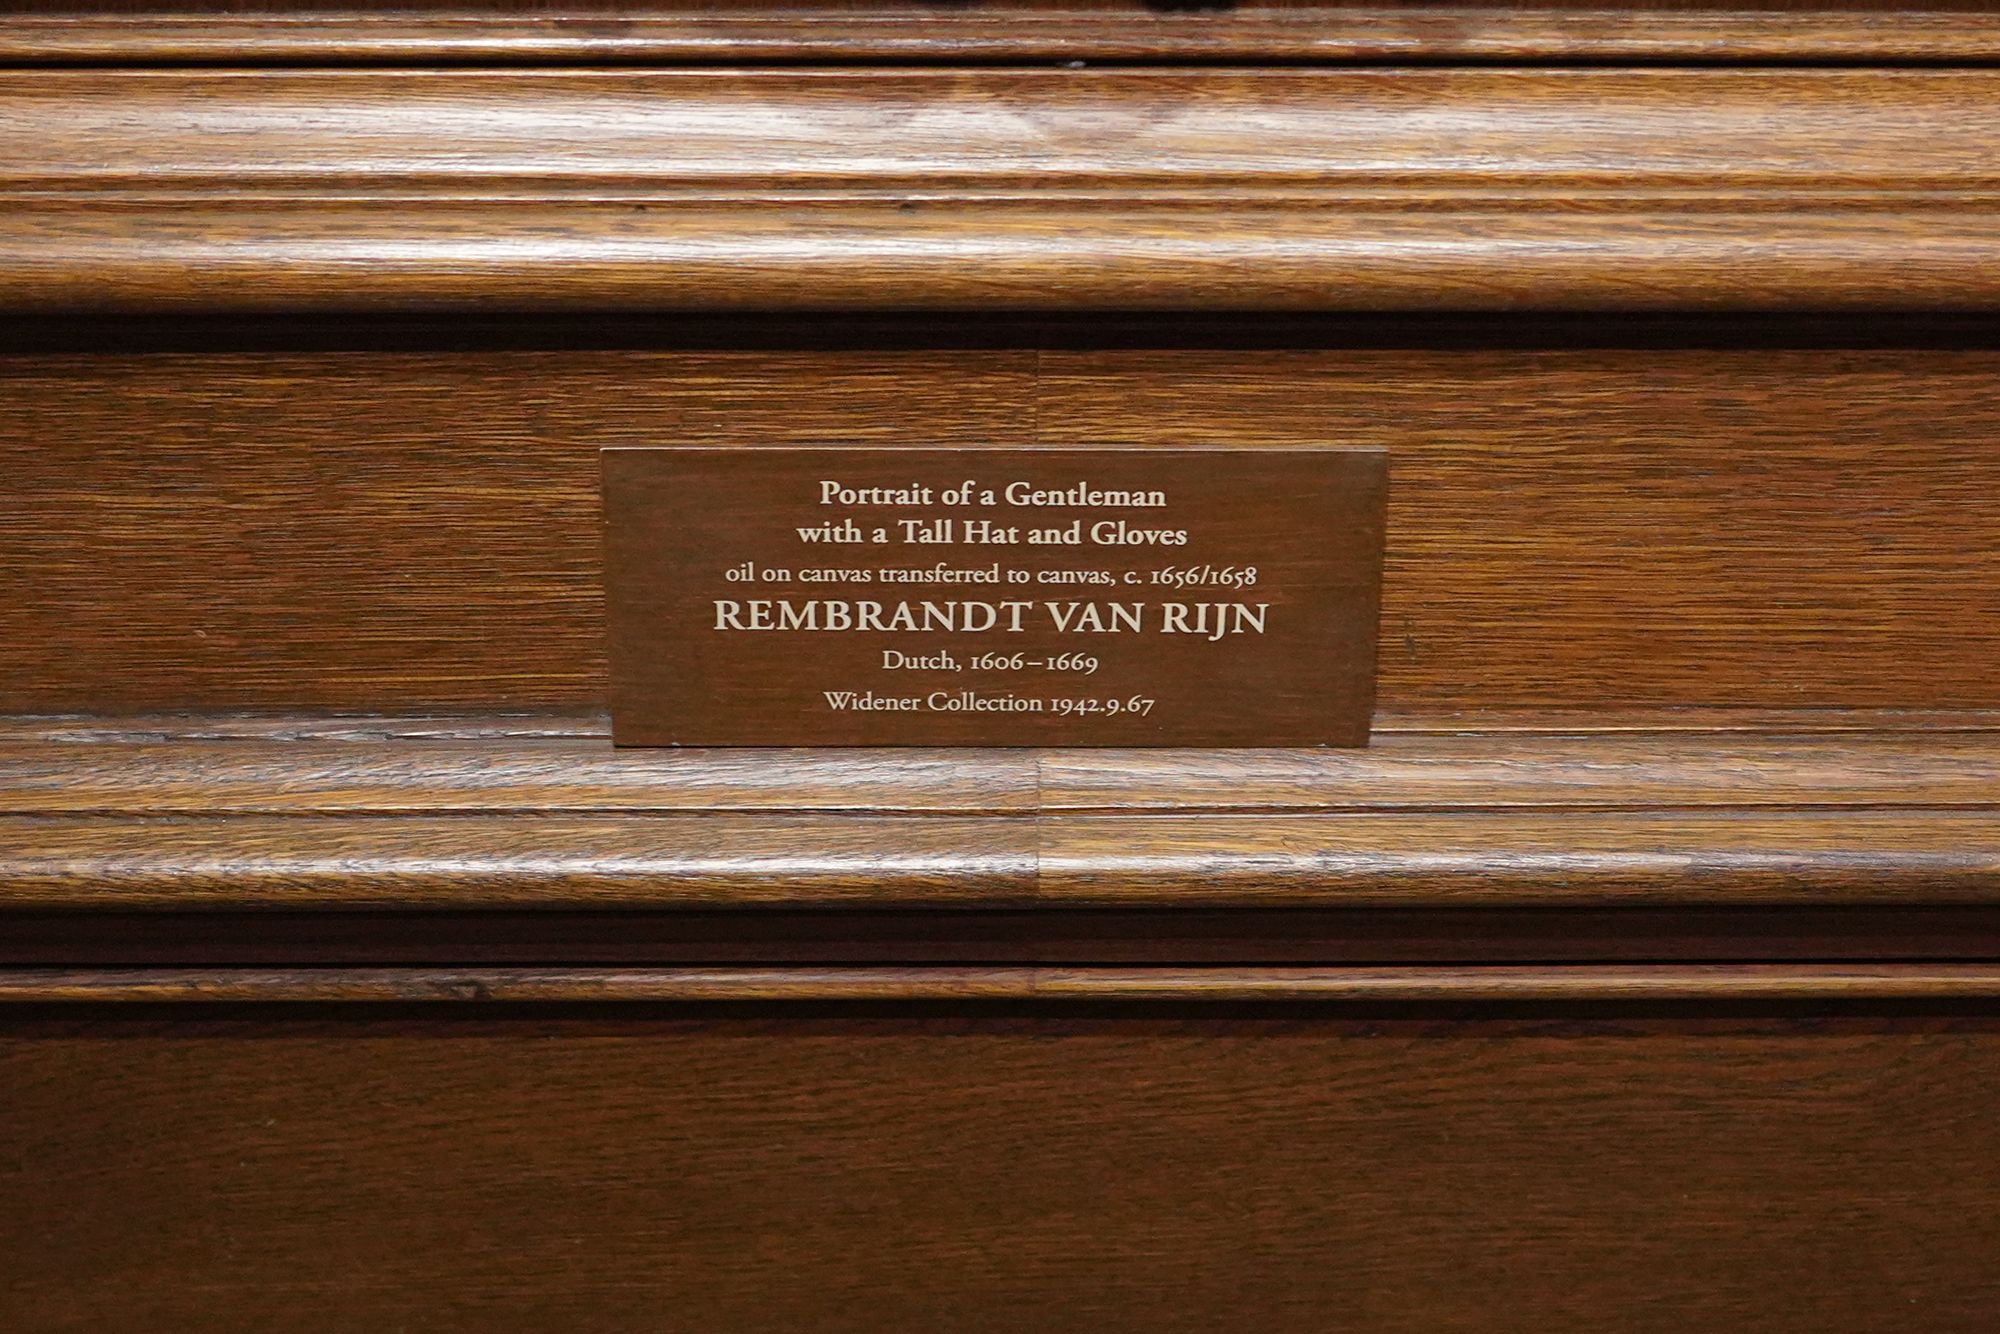 Portrait of a Gentleman
with a Tall Hat and Gloves
oil on canvas transferred to canvas, c. 1656/1658
REMBRANDT VAN RIJN
Dutch, 1606–1669
Widener Collection 1942.9.67